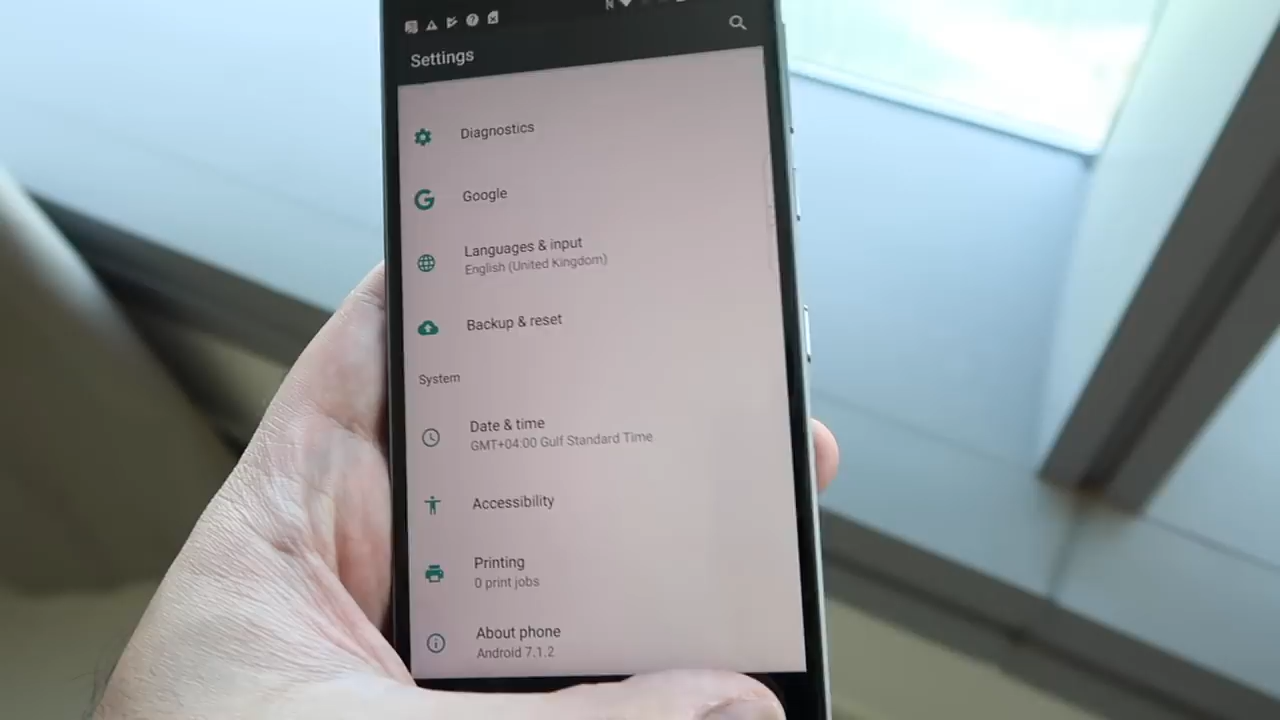 Settings
Diagnostics
Google
Languages & input
English (United Kingdom)
Backup & reset
System
Date & time
GMT+04:00 Gulf Standard Time
Accessibility
Printing
0 print jobs
About phone
Android 7.1.2